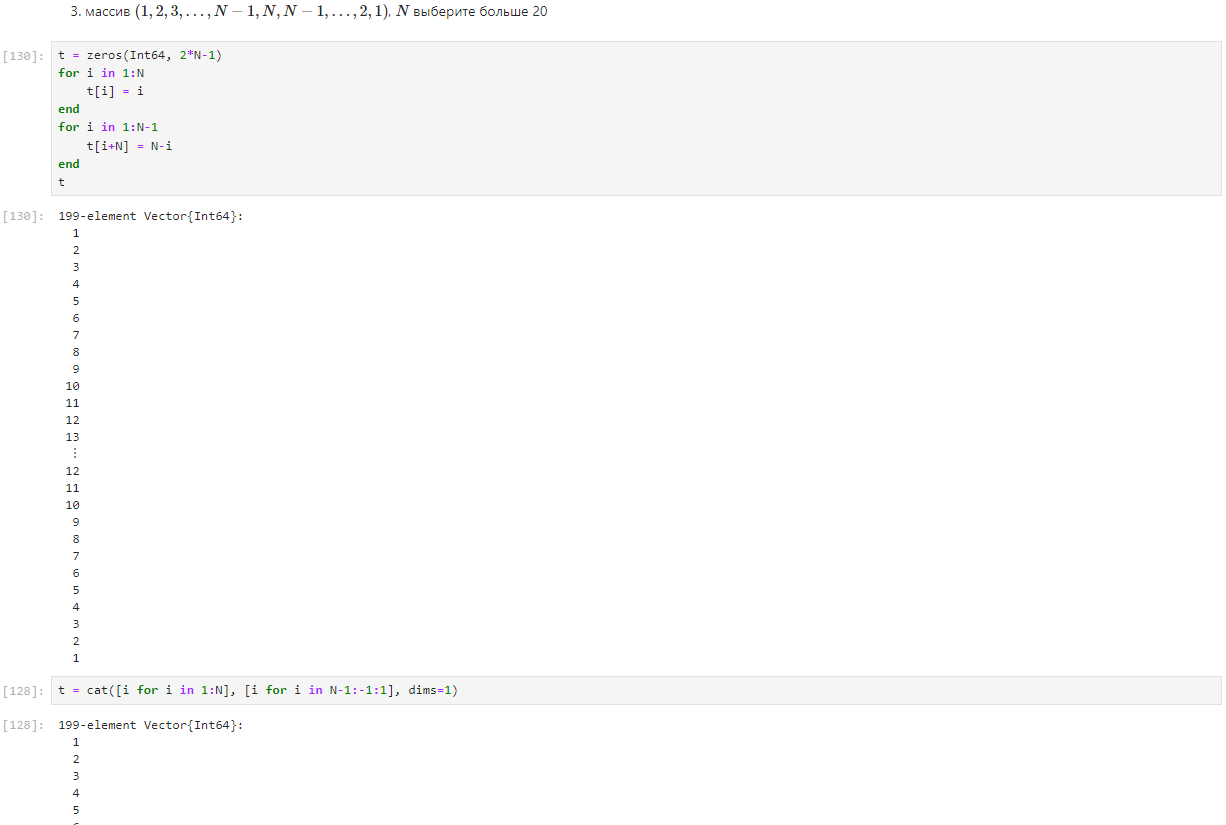 3. массив (1, 2, 3, …, N − 1, N, N − 1, …, 2, 1), N выберите больше 20
[130]: t = zeros(Int64, 2*N-1)
for i in 1:N
    t[i] = i
end
for i in 1:N-1
    t[i+N] = N-i
end
t
[130]: 199-element Vector{Int64}:
1
2
3
4
5
6
7
8
9
10
11
12
13
⋮
12
11
10
9
8
7
6
5
4
3
2
1
[128]: t = cat([i for i in 1:N], [i for i in N-1:-1:1], dims=1)
[128]: 199-element Vector{Int64}:
1
2
3
4
5